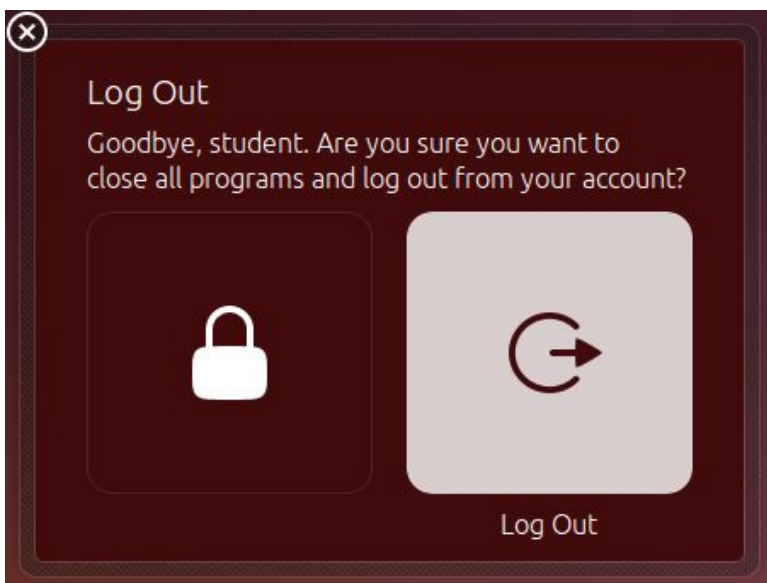 Log Out
Goodbye, student. Are you sure you want to
close all programs and log out from your account?
Log Out